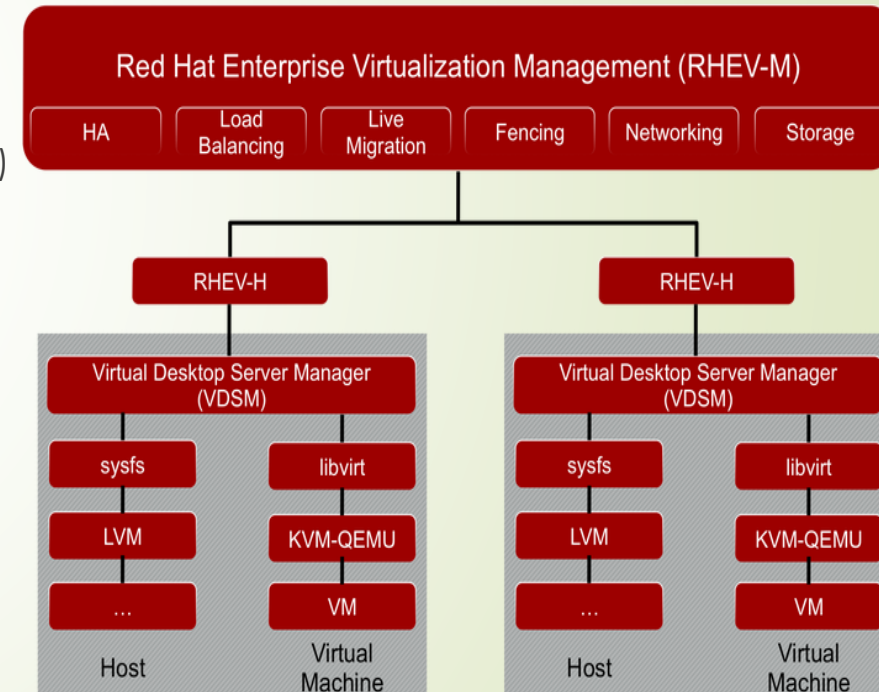 Red Hat Enterprise Virtualization Management (RHEV-M)
HA
Load
Balancing
Live
Migration
Fencing
Networking
Storage
)
RHEV-H
RHEV-H
Virtual Desktop Server Manager
(VDSM)
sysfs
libvirt
LVM
KVM-QEMU
...
VM
Host
Virtual
Machine
Virtual Desktop Server Manager
(VDSM)
sysfs
libvirt
LVM
KVM-QEMU
...
VM
Host
Virtual
Machine